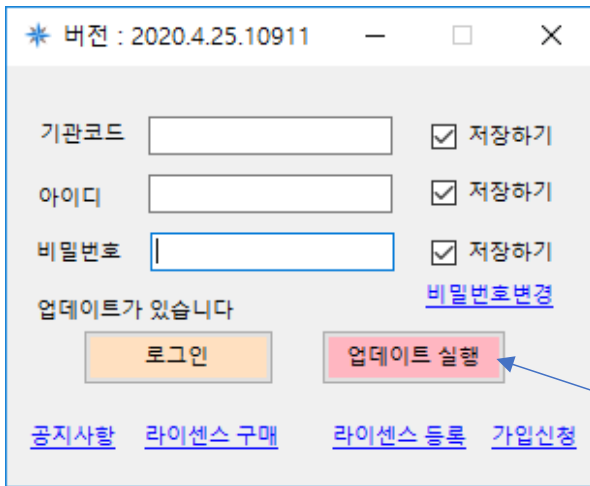 버전 : 2020.4.25.10911
기관코드 저장하기
아이디 저장하기
비밀번호 저장하기
비밀번호변경
업데이트가 있습니다
로그인 업데이트 실행
공지사항 라이센스 구매 라이센스 등록 가입신청